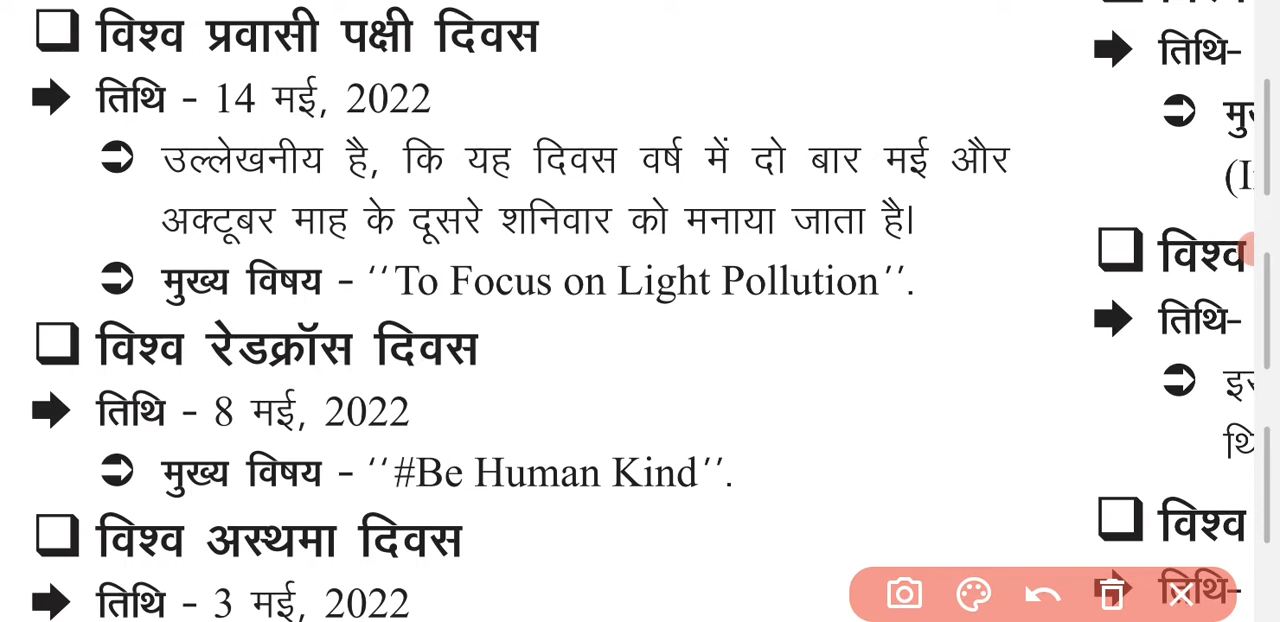 विश्व प्रवासी पक्षी दिवस
तिथि - 14 मई, 2022
उल्लेखनीय है, कि यह दिवस वर्ष में दो बार मई और
अक्टूबर माह के दूसरे शनिवार को मनाया जाता है।
मुख्य विषय - ‘‘To Focus on Light Pollution’’.
विश्व रेडक्रॉस दिवस
तिथि - 8 मई, 2022
मुख्य विषय - ‘‘#Be Human Kind’’.
विश्व अस्थमा दिवस
तिथि - 3 मई, 2022
तिथि-
विश्व
तिथि-
विश्व
तिथि-